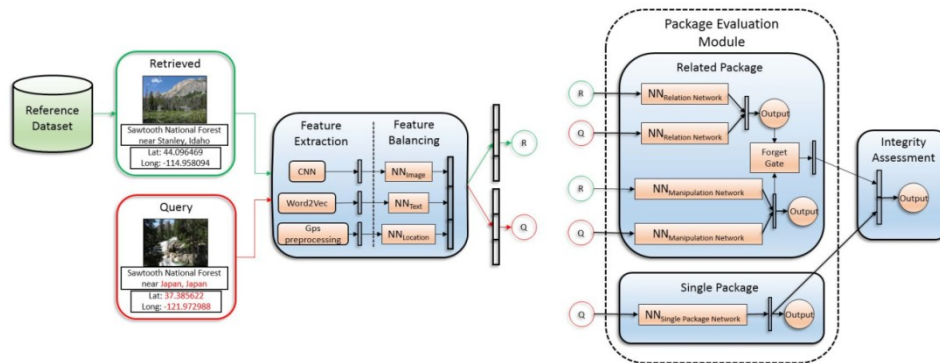 Reference
Dataset
Retrieved
Sawtooth National Forest
near Stanley, Idaho
Lat: 44.096469
Long: -114.958094
Query
Sawtooth National Forest
near Japan, Japan
Lat: 37.385622
Long: -121.972988
Feature
Extraction
Feature
Balancing
CNN
NNImage
Word2Vec
NNText
Gps
preprocessing
NNLocation
R
Q
Package Evaluation
Module
Related Package
R
NNRelation Network
Output
Q
NNRelation Network
Forget
Gate
R
NNManipulation Network
Output
Q
NNManipulation Network
Single Package
Q
NNSingle Package Network
Output
Integrity
Assessment
Output